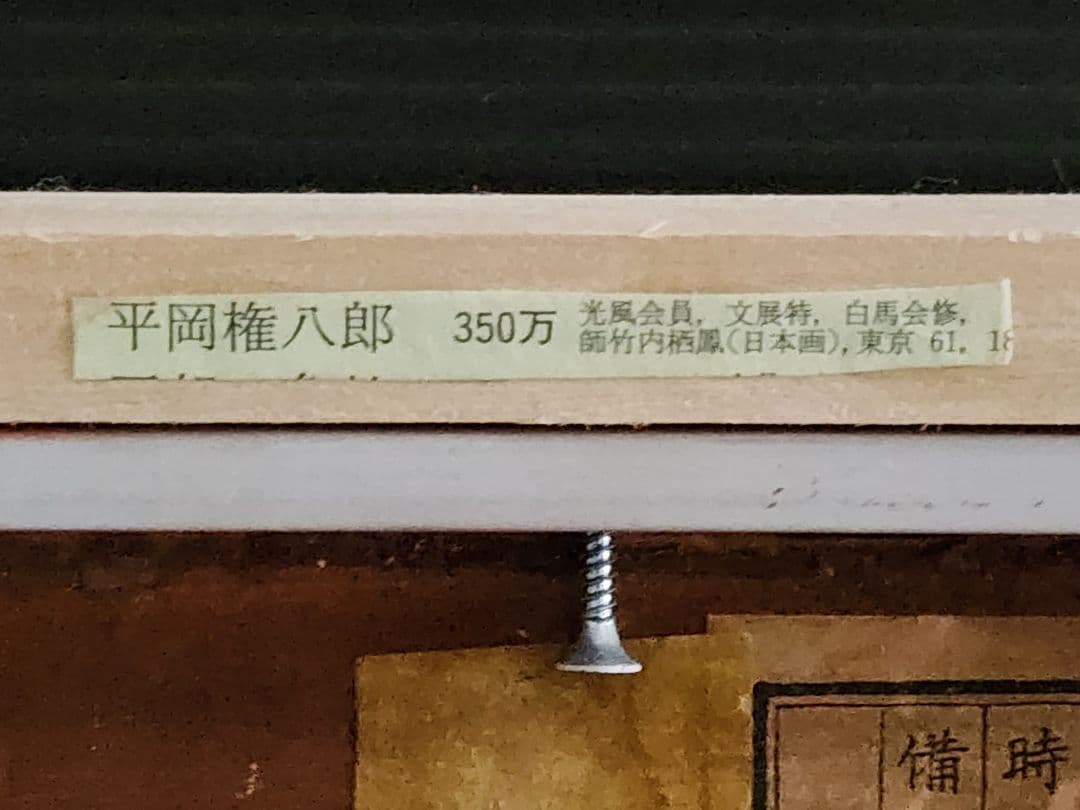 平岡権八郎 350万 光風会員, 文展特, 白馬会修,
師竹内栖鳳(日本画), 東京 61, 18
備 時